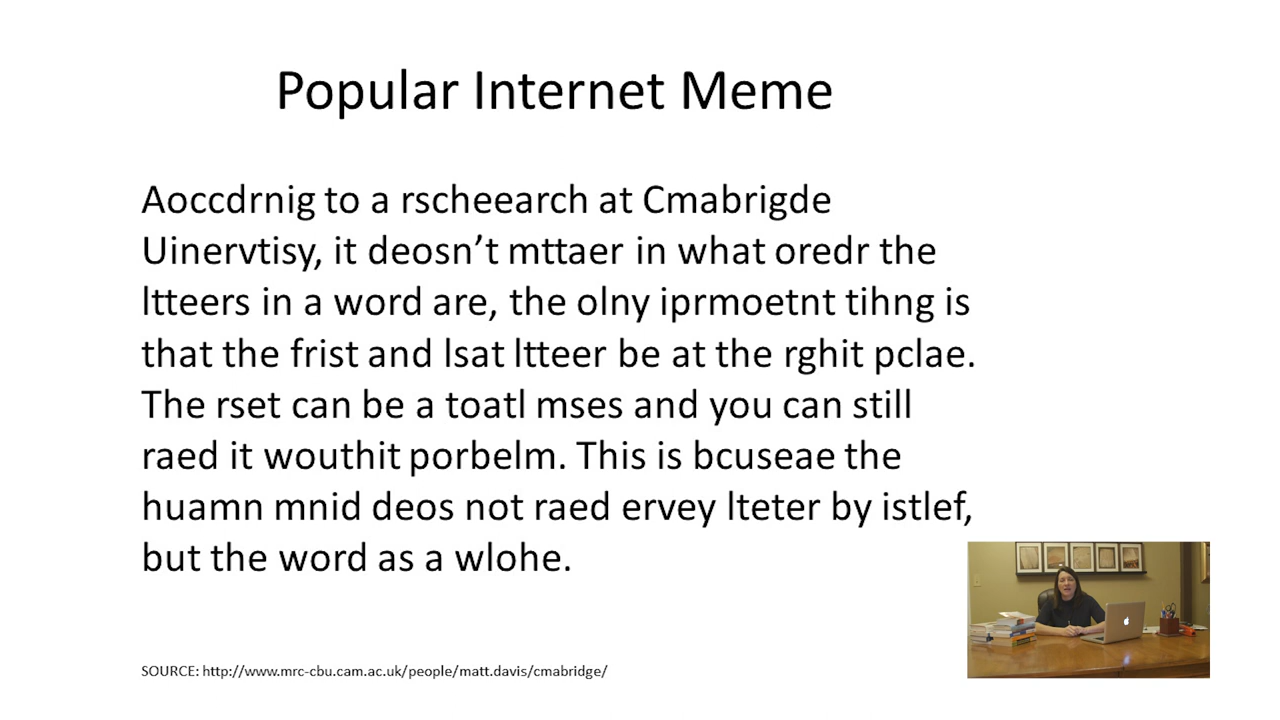 Popular Internet Meme
Aoccdrnig to a rscheearch at Cmabrigde
Uinervtisy, it deosn’t mttaer in what oredr the
ltteers in a word are, the olny iprmoetnt tihng is
that the frist and lsat ltteer be at the rghit pclae.
The rset can be a toatl mses and you can still
raed it wouthit porbelm. This is bcuseae the
huamn mnid deos not raed ervey lteter by istlef,
but the word as a wlohe.
SOURCE: http://www.mrc-cbu.cam.ac.uk/people/matt.davis/cmabridge/